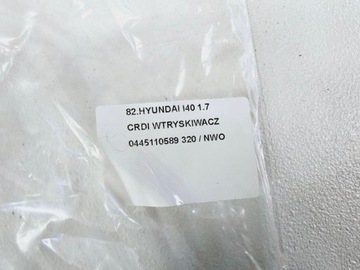 82.HYUNDAI I40 1.7
CRDI WTRYSKIWACZ
0445110589 320 / NWO